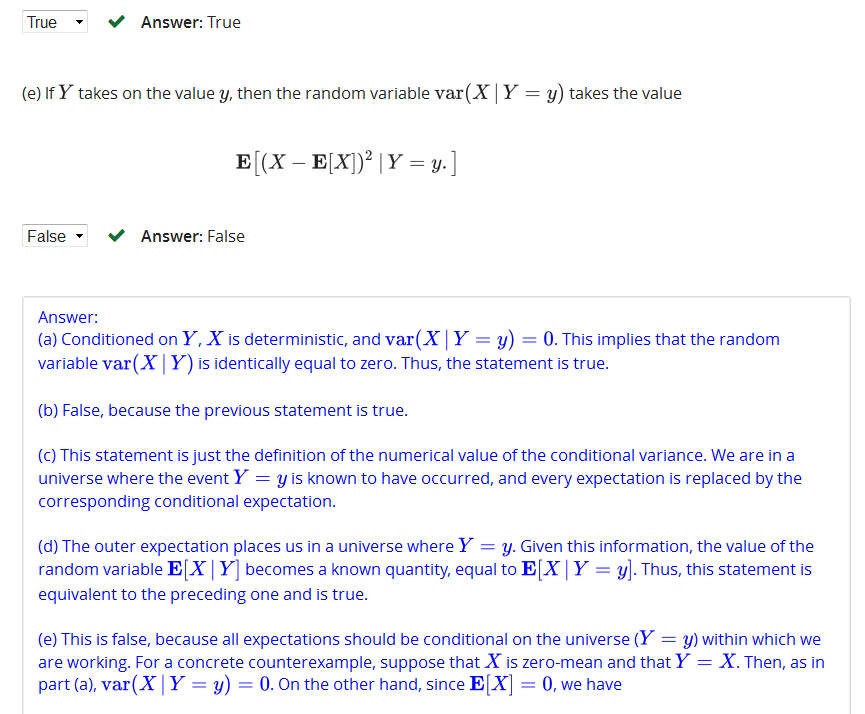 True ✔ Answer: True
(e) If Y takes on the value y, then the random variable var(X | Y = y) takes the value
E[(X − E[X])² | Y = y.]
False ✔ Answer: False
Answer:
(a) Conditioned on Y, X is deterministic, and var(X | Y = y) = 0. This implies that the random
variable var(X | Y) is identically equal to zero. Thus, the statement is true.
(b) False, because the previous statement is true.
(c) This statement is just the definition of the numerical value of the conditional variance. We are in a
universe where the event Y = y is known to have occurred, and every expectation is replaced by the
corresponding conditional expectation.
(d) The outer expectation places us in a universe where Y = y. Given this information, the value of the
random variable E[X | Y] becomes a known quantity, equal to E[X | Y = y]. Thus, this statement is
equivalent to the preceding one and is true.
(e) This is false, because all expectations should be conditional on the universe (Y = y) within which we
are working. For a concrete counterexample, suppose that X is zero-mean and that Y = X. Then, as in
part (a), var(X | Y = y) = 0. On the other hand, since E[X] = 0, we have